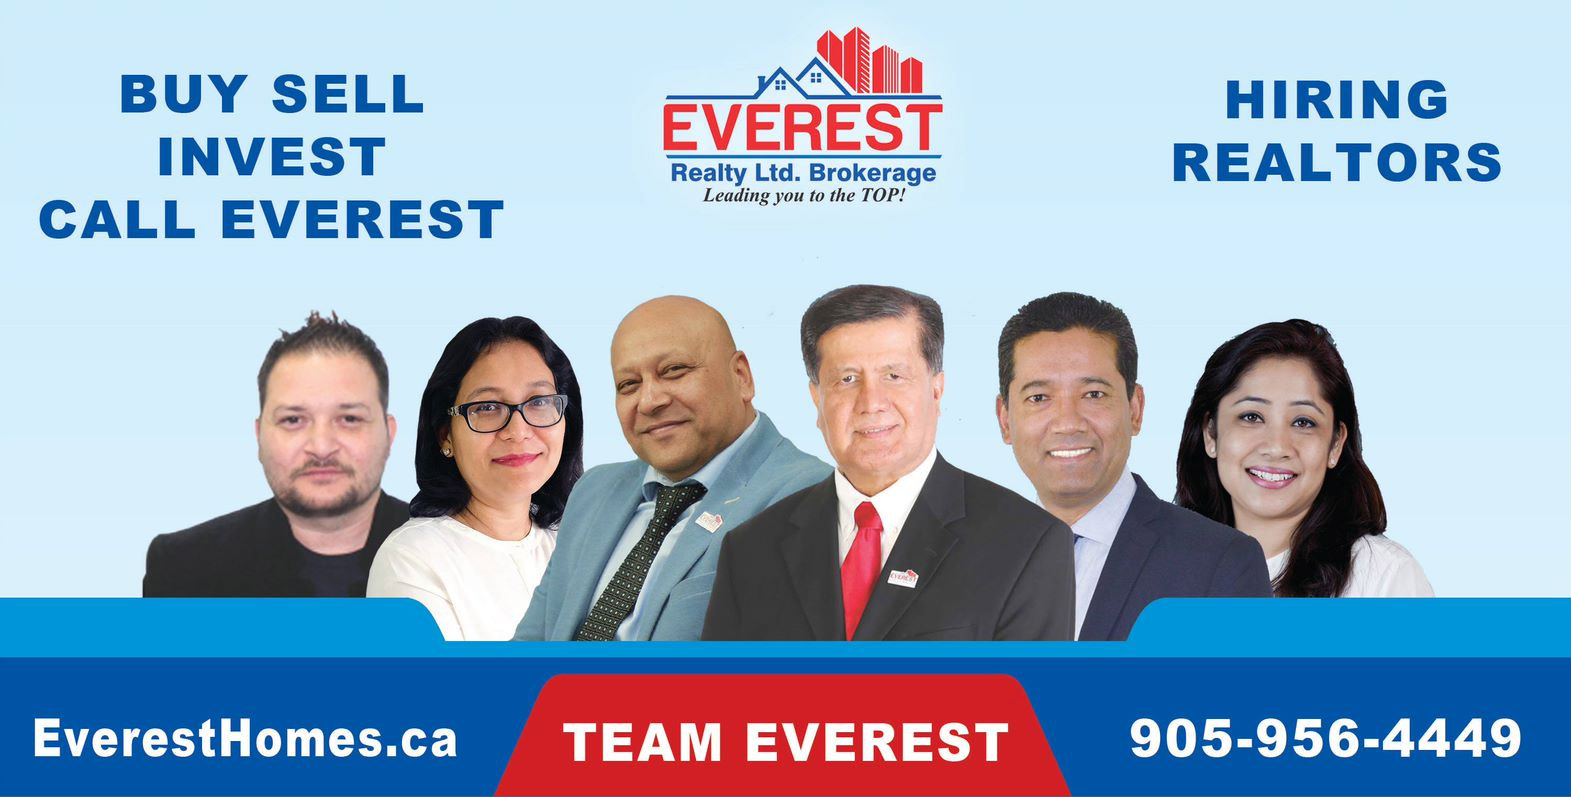 BUY SELL
INVEST
CALL EVEREST
EVEREST
Realty Ltd. Brokerage
Leading you to the TOP!
HIRING
REALTORS
EVEREST
EverestHomes.ca
TEAM EVEREST
905-956-4449